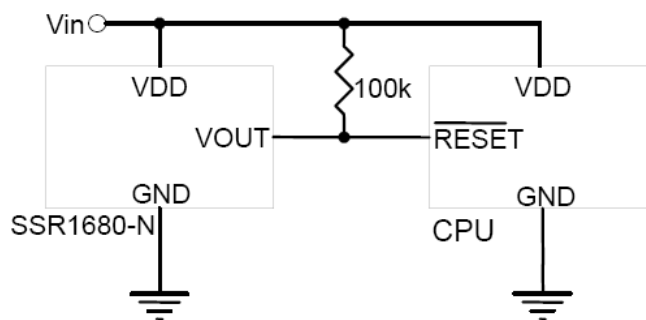 Vin
VDD
100k
VDD
VOUT
RESET
GND
GND
SSR1680-N
CPU